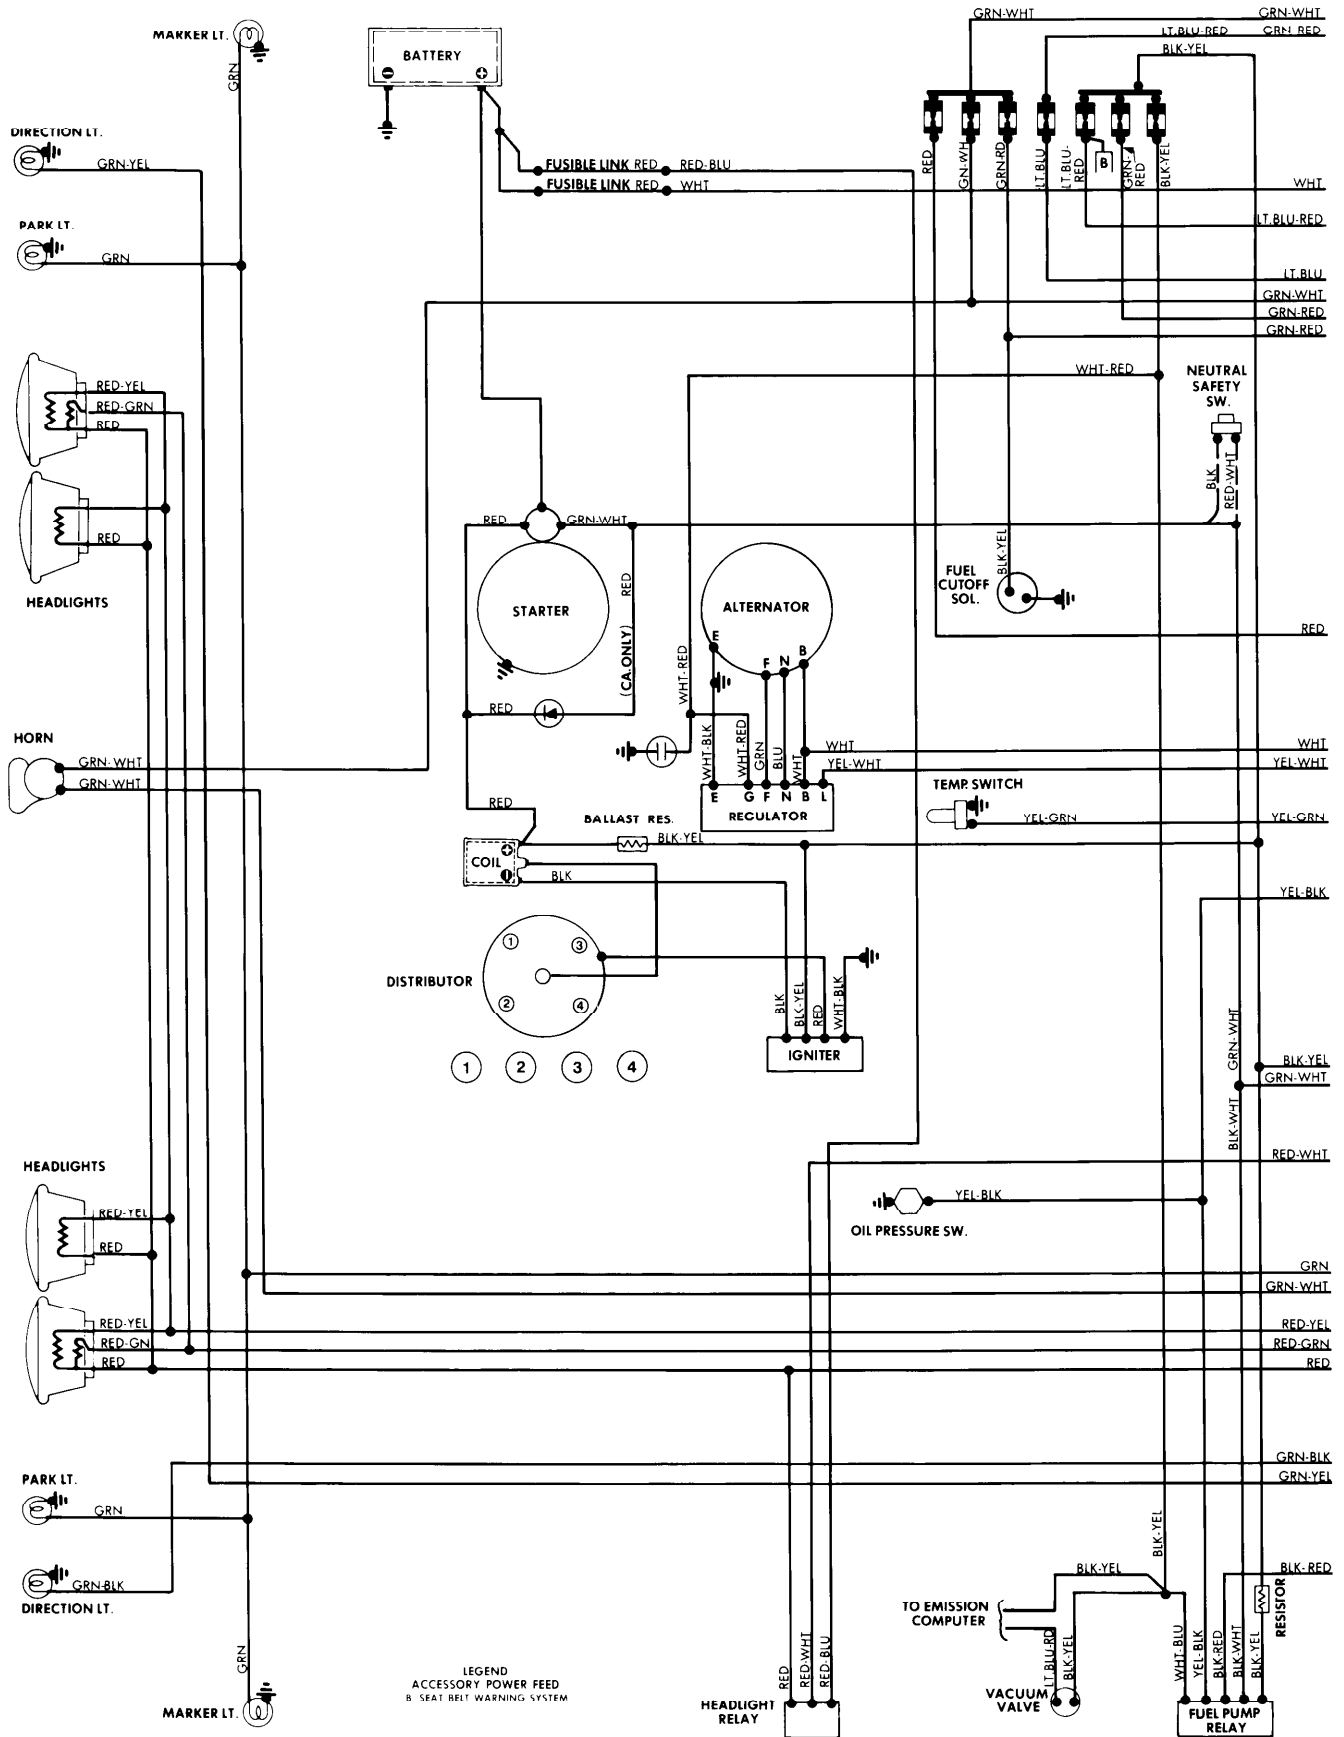 MARKER LT.
GRN
BATTERY
GRN-WHT
GRN-WHT
LT.BLU-RED
GRN RED
BLK-YEL
DIRECTION LT.
GRN-YEL
FUSIBLE LINK RED
RED-BLU
FUSIBLE LINK RED
WHT
RED
GN-WH
GRN-RD
LT.BLU
LT.BLU-RED
B
GRN-RED
BLK-YEL
WHT
PARK LT.
GRN
LT.BLU-RED
LT.BLU
GRN-WHT
GRN-RED
GRN-RED
WHT-RED
NEUTRAL
SAFETY
SW.
RED-YEL
RED-GRN
RED
BLK
RED-WHT
RED
GRN-WHT
RED
HEADLIGHTS
STARTER
RED
(CA.ONLY)
ALTERNATOR
BLK-YEL
FUEL
CUTOFF
SOL.
RED
E
F
N
B
WHT-RED
RED
HORN
GRN-WHT
GRN-WHT
WHT-BLK
WHT-RED
GRN
BLU
WHT
WHT
YEL-WHT
WHT
YEL-WHT
E G F N B L
REGULATOR
TEMP. SWITCH
YEL-GRN
YEL-GRN
RED
BALLAST RES.
BLK-YEL
COIL
BLK
YEL-BLK
DISTRIBUTOR
1
3
2
4
BLK
BLK-YEL
RED
WHT-BLK
IGNITER
1 2 3 4
GRN-WHT
BLK-YEL
GRN-WHT
BLK-WHT
HEADLIGHTS
RED-WHT
RED-YEL
RED
YEL-BLK
OIL PRESSURE SW.
GRN
GRN-WHT
RED-YEL
RED-YEL
RED-GN
RED-GRN
RED
RED
GRN-BLK
GRN-YEL
PARK LT.
GRN
BLK-YEL
BLK-YEL
BLK-RED
GRN-BLK
DIRECTION LT.
TO EMISSION
COMPUTER
RESISTOR
GRN
RED
RED-WHT
RED-BLU
LT.BLU-RD
BLK-YEL
WHT-BLU
YEL-BLK
BLK-RED
BLK-WHT
BLK-YEL
LEGEND
ACCESSORY POWER FEED
B SEAT BELT WARNING SYSTEM
MARKER LT.
HEADLIGHT
RELAY
VACUUM
VALVE
FUEL PUMP
RELAY